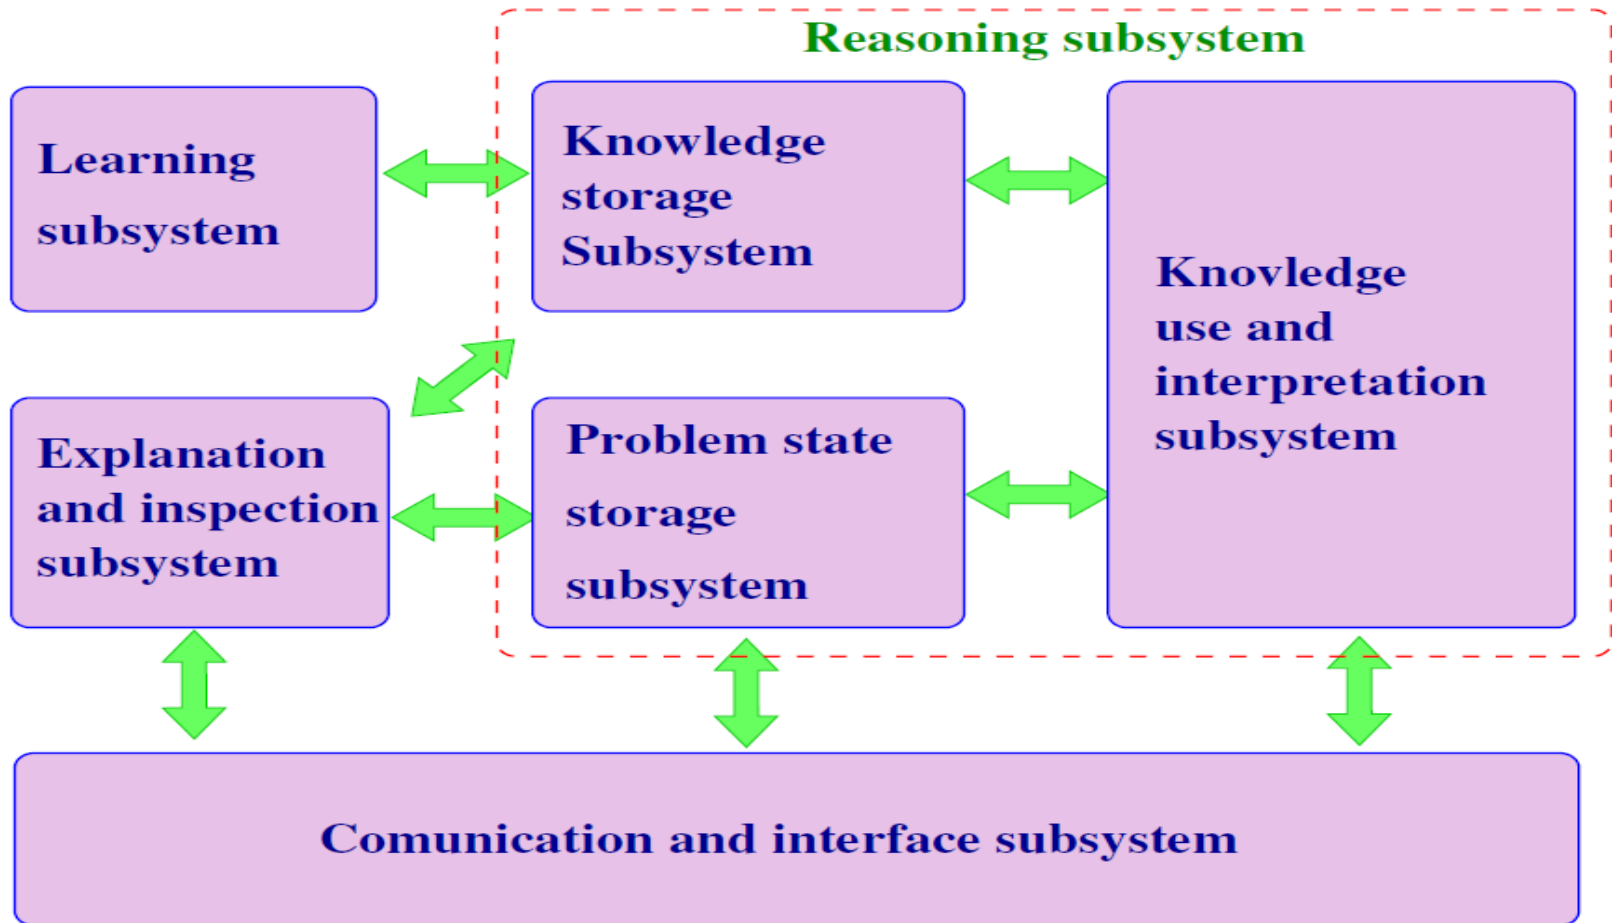 Reasoning subsystem
Learning
subsystem
Knowledge
storage
Subsystem
Knovledge
use and
interpretation
subsystem
Explanation
and inspection
subsystem
Problem state
storage
subsystem
Comunication and interface subsystem